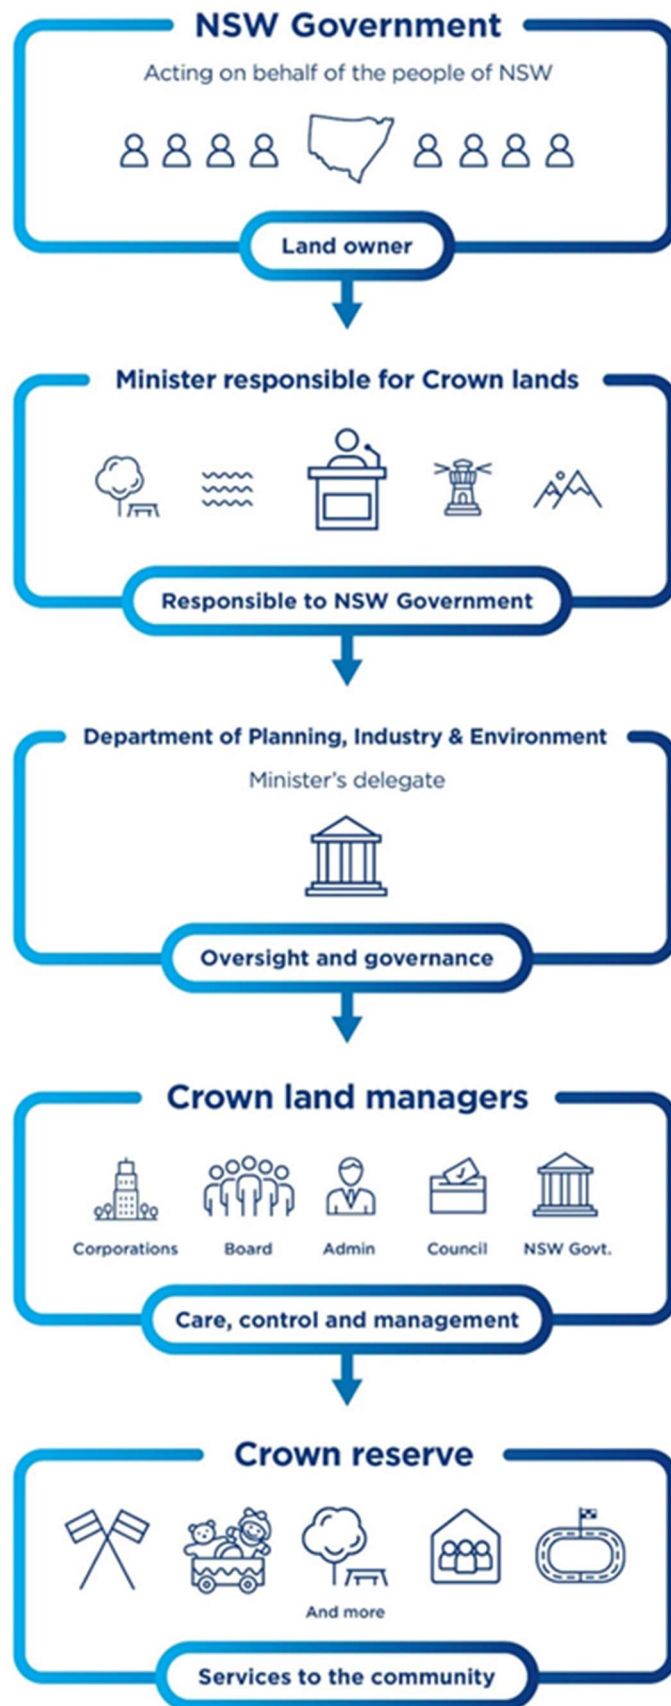 NSW Government
Acting on behalf of the people of NSW
Land owner
Minister responsible for Crown lands
Responsible to NSW Government
Department of Planning, Industry & Environment
Minister's delegate
Oversight and governance
Crown land managers
Corporations Board Admin Council NSW Govt.
Care, control and management
Crown reserve
And more
Services to the community